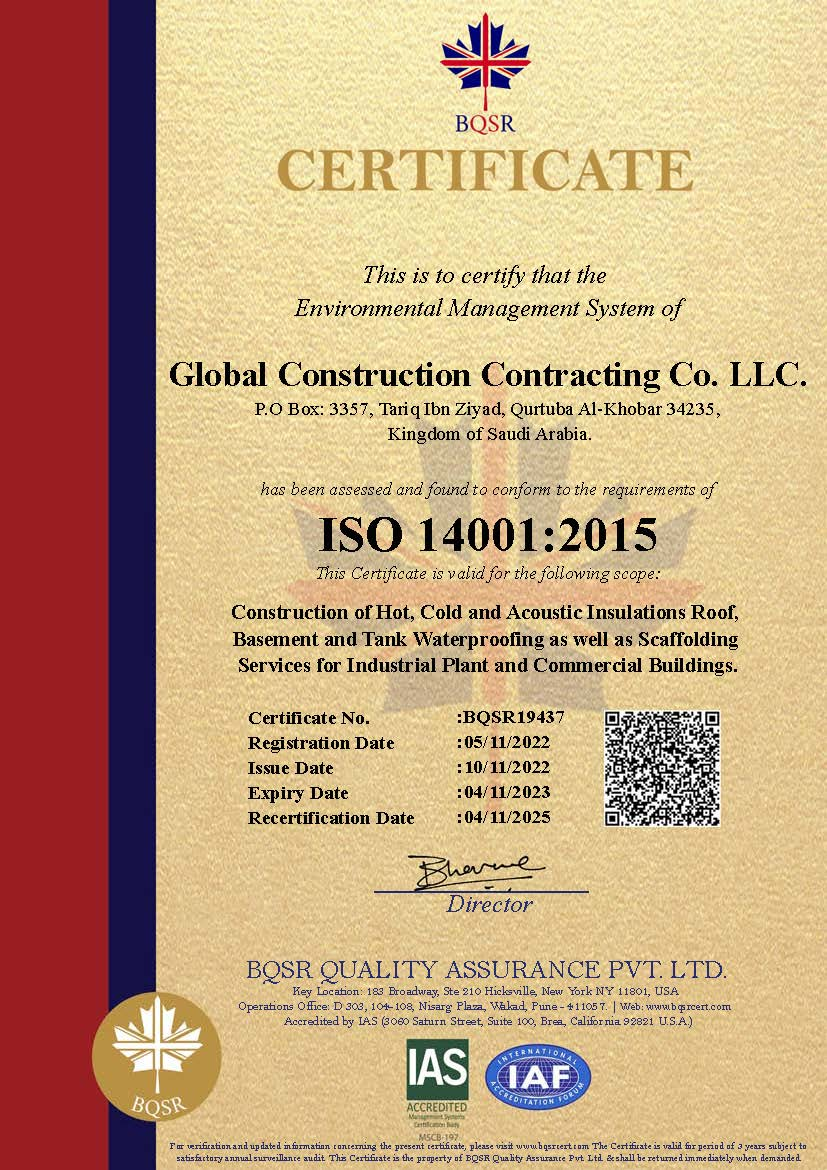 BQSR
CERTIFICATE
This is to certify that the
Environmental Management System of
Global Construction Contracting Co. LLC.
P.O Box: 3357, Tariq Ibn Ziyad, Qurtuba Al-Khobar 34235,
Kingdom of Saudi Arabia.
has been assessed and found to conform to the requirements of
ISO 14001:2015
This Certificate is valid for the following scope:
Construction of Hot, Cold and Acoustic Insulations Roof,
Basement and Tank Waterproofing as well as Scaffolding
Services for Industrial Plant and Commercial Buildings.
Certificate No. :BQSR19437
Registration Date :05/11/2022
Issue Date :10/11/2022
Expiry Date :04/11/2023
Recertification Date :04/11/2025
Director
BQSR QUALITY ASSURANCE PVT. LTD.
Key Location: 183 Broadway, Ste 210 Hicksville, New York NY 11801, USA
Operations Office: D 303, 104-108, Nisarg Plaza, Wakad, Pune - 411057. | Web: www.bqsrcert.com
Accredited by IAS (3060 Saturn Street, Suite 100, Brea, California 92821 U.S.A.)
BQSR
IAS
ACCREDITED
Management Systems
Certification Body
MSCB-197
INTERNATIONAL
IAF
ACCREDITATION FORUM
For verification and updated information concerning the present certificate, please visit www.bqsrcert.com The Certificate is valid for period of 3 years subject to
satisfactory annual surveillance audit. This Certificate is the property of BQSR Quality Assurance Pvt. Ltd. & shall be returned immediately when demanded.